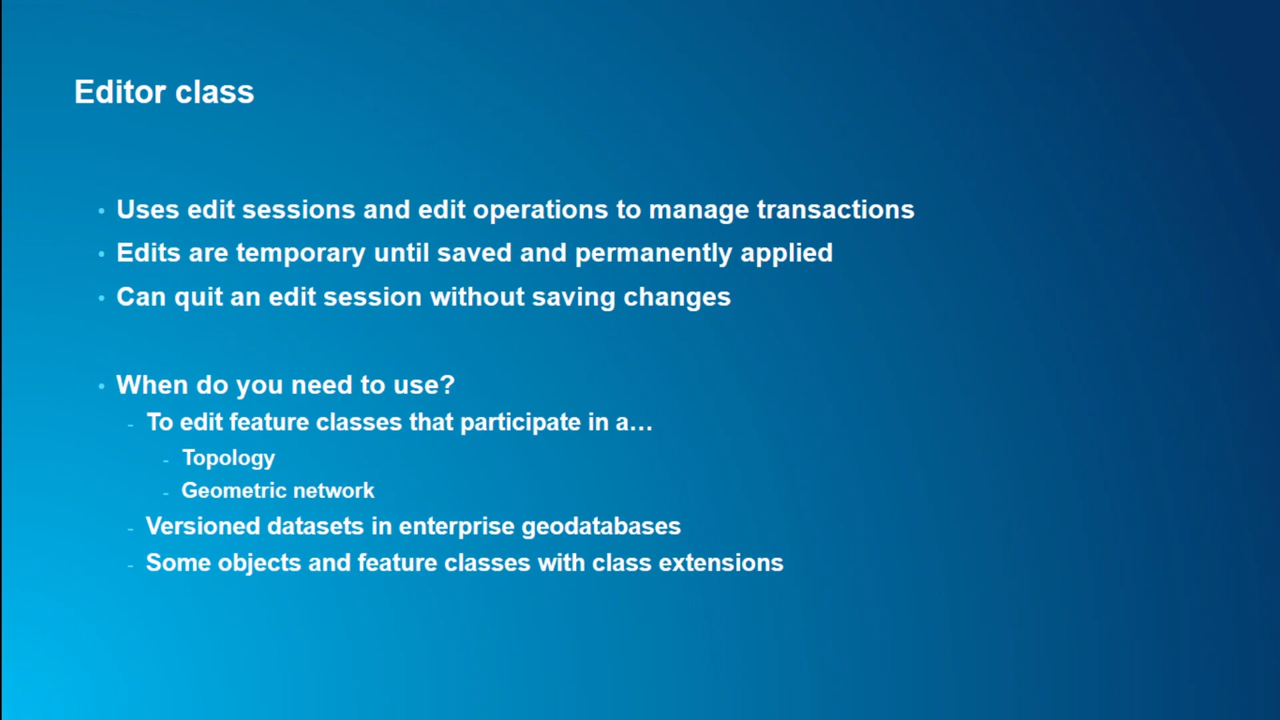 Editor class
• Uses edit sessions and edit operations to manage transactions
• Edits are temporary until saved and permanently applied
• Can quit an edit session without saving changes
• When do you need to use?
- To edit feature classes that participate in a…
- Topology
- Geometric network
- Versioned datasets in enterprise geodatabases
- Some objects and feature classes with class extensions